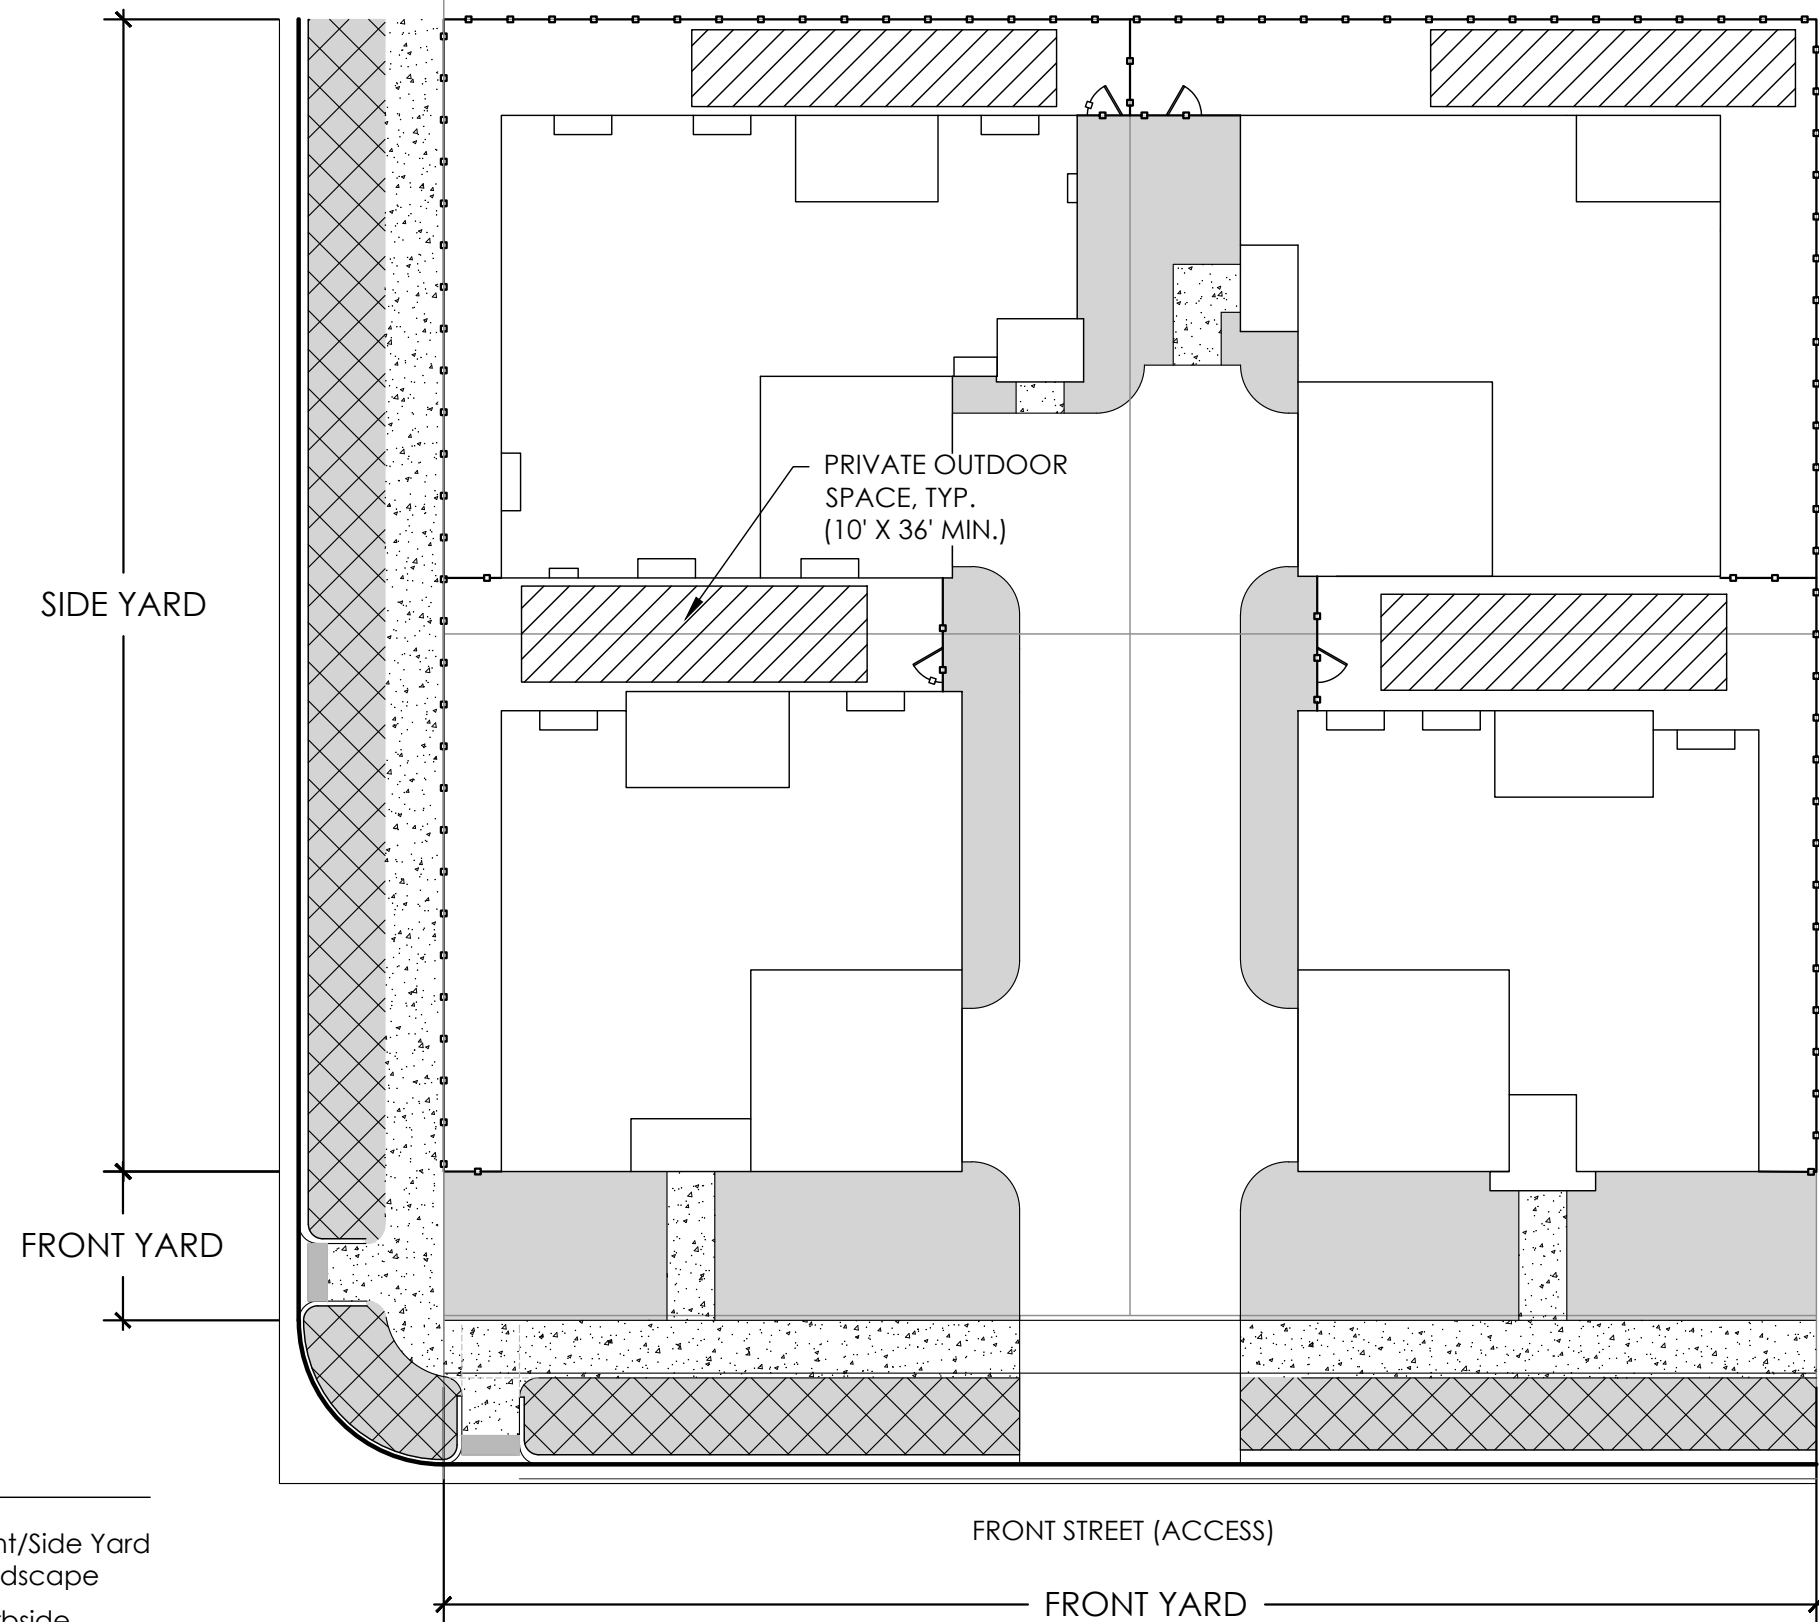 PRIVATE OUTDOOR
SPACE, TYP.
(10' X 36' MIN.)
SIDE YARD
FRONT YARD
FRONT STREET (ACCESS)
FRONT YARD
nt/Side Yard
dscape